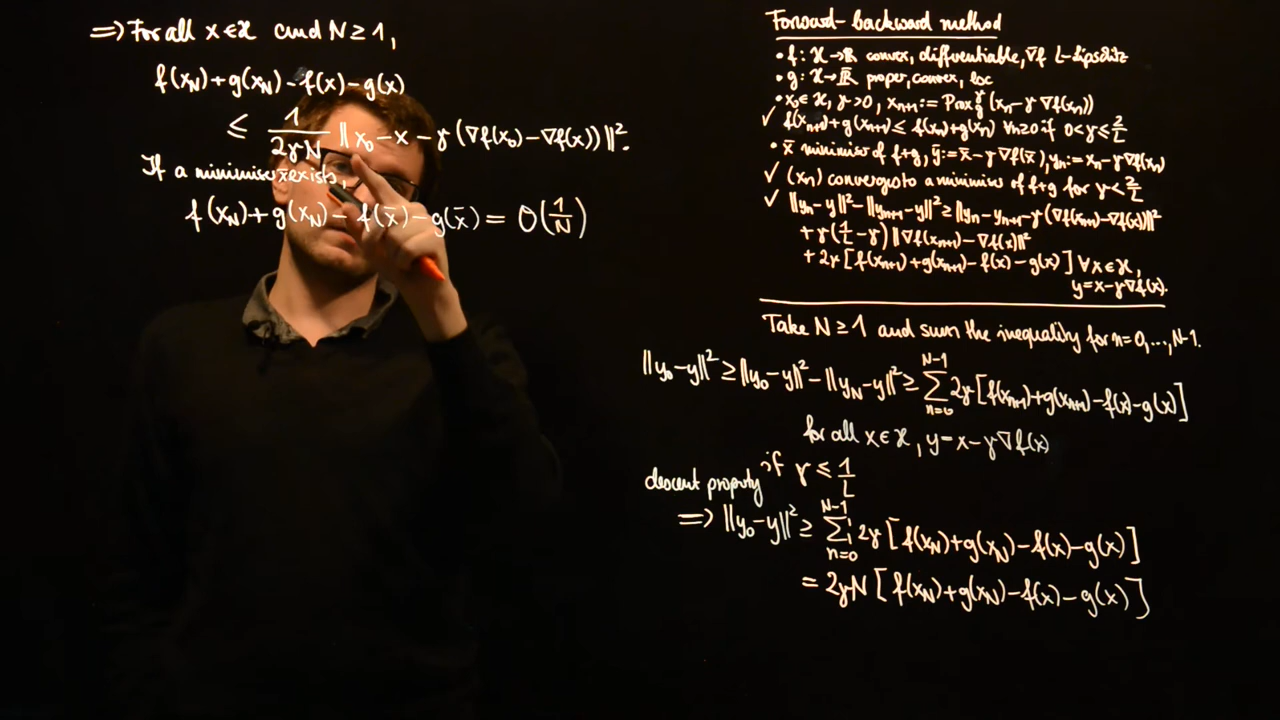 ⇒ For all x ∈ 𝓗 and N ≥ 1,
f(x_N)+g(x_N)−f(x)−g(x)
≤ 1/(2γN) ‖x₀−x−γ(∇f(x₀)−∇f(x))‖².
If a minimiser x̄ exists,
f(x_N)+g(x_N)−f(x̄)−g(x̄) = O(1/N)
Forward-backward method
• f: 𝓗→ℝ convex, differentiable, ∇f L-Lipschitz
• g: 𝓗→ℝ̄ proper, convex, lsc
• x₀ ∈ 𝓗, γ>0, x_{n+1} := Prox_g^γ(x_n−γ∇f(x_n))
✓ f(x_{n+1})+g(x_{n+1}) ≤ f(x_n)+g(x_n) ∀n≥0 if 0<γ≤2/L
• x̄ minimiser of f+g, ȳ:=x̄−γ∇f(x̄), y_n:=x_n−γ∇f(x_n)
✓ (x_n) converges to a minimiser of f+g for γ<2/L
✓ ‖y_n−y‖²−‖y_{n+1}−y‖² ≥ ‖y_n−y_{n+1}−γ(∇f(x_n)−∇f(x))‖²
+ γ(1/L−γ)‖∇f(x_{n+1})−∇f(x)‖²
+ 2γ[f(x_{n+1})+g(x_{n+1})−f(x)−g(x)] ∀x∈𝓗,
y=x−γ∇f(x).
Take N ≥ 1 and sum the inequality for n=0,...,N-1.
‖y₀−y‖² ≥ ‖y₀−y‖²−‖y_N−y‖² ≥ ∑_{n=0}^{N−1} 2γ[f(x_{n+1})+g(x_{n+1})−f(x)−g(x)]
for all x ∈ 𝓗, y=x−γ∇f(x)
if γ ≤ 1/L
descent property
⇒ ‖y₀−y‖² ≥ ∑_{n=0}^{N−1} 2γ[f(x_N)+g(x_N)−f(x)−g(x)]
= 2γN[f(x_N)+g(x_N)−f(x)−g(x)]